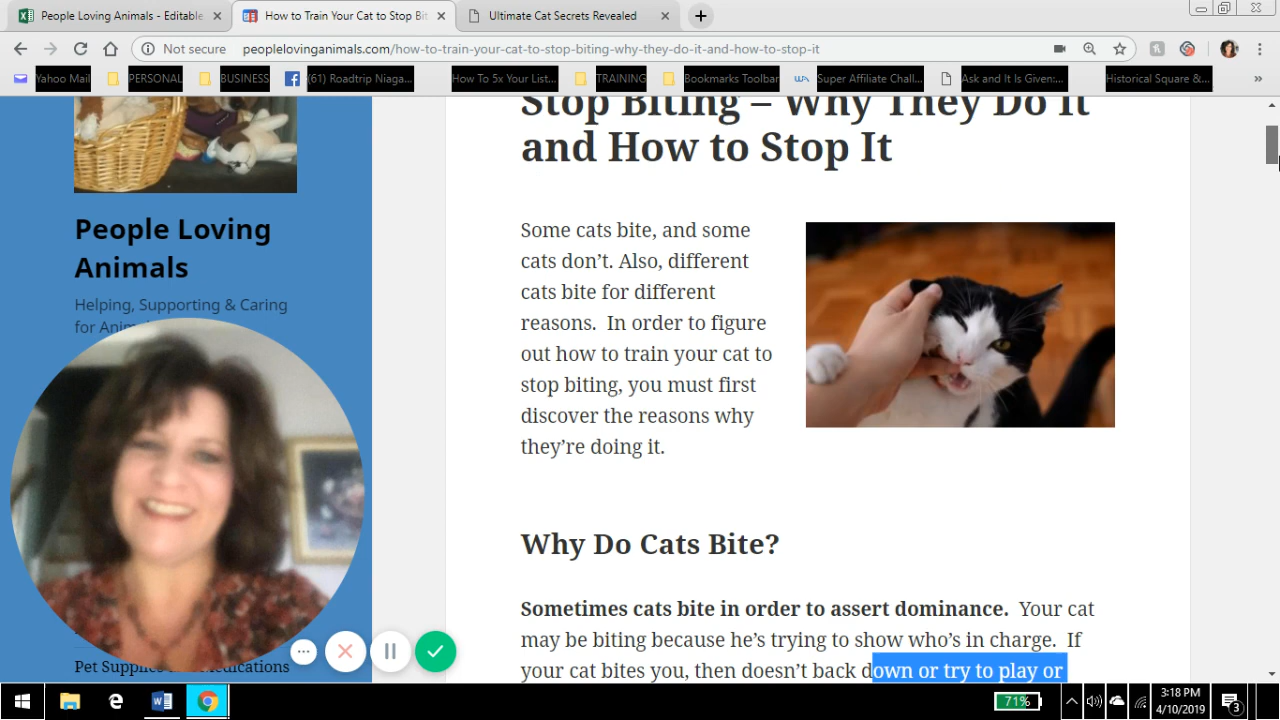 People Loving Animals - Editable
How to Train Your Cat to Stop Bit
Ultimate Cat Secrets Revealed
Not secure
peoplelovinganimals.com/how-to-train-your-cat-to-stop-biting-why-they-do-it-and-how-to-stop-it
Yahoo Mail
PERSONAL
BUSINESS
(61) Roadtrip Niaga...
How To 5x Your List...
TRAINING
Bookmarks Toolbar
Super Affiliate Chall...
Ask and It Is Given:...
Historical Square &...
»
Stop Biting – Why They Do It
and How to Stop It
People Loving
Animals
Helping, Supporting & Caring
for
Some cats bite, and some
cats don't. Also, different
cats bite for different
reasons.  In order to figure
out how to train your cat to
stop biting, you must first
discover the reasons why
they're doing it.
Why Do Cats Bite?
Sometimes cats bite in order to assert dominance.  Your cat
may be biting because he's trying to show who's in charge.  If
your cat bites you, then doesn't back down or try to play or
Pet Supplies
71%
3:18 PM
4/10/2019
3